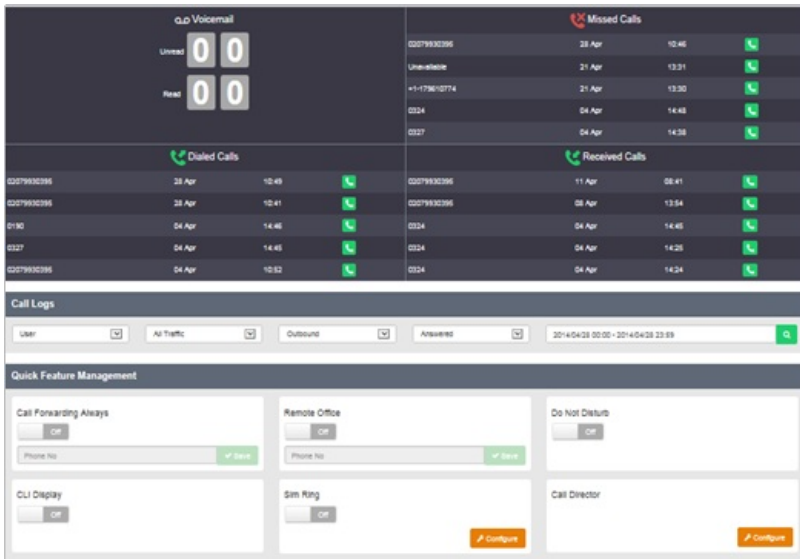 Voicemail
Unread 0 0
Read 0 0
Missed Calls
02079930395 28 Apr 10:46
Unavailable 21 Apr 13:31
+1-179610774 21 Apr 13:30
0324 04 Apr 14:48
0327 04 Apr 14:38
Dialed Calls
02079930395 28 Apr 10:49
02079930395 28 Apr 10:41
0190 04 Apr 14:46
0327 04 Apr 14:45
02079930395 04 Apr 10:52
Received Calls
02079930395 11 Apr 08:41
02079930395 08 Apr 13:54
0324 04 Apr 14:45
0324 04 Apr 14:25
0324 04 Apr 14:24
Call Logs
User All Traffic Outbound Answered 2014/04/28 00:00 - 2014/04/28 23:59
Quick Feature Management
Call Forwarding Always
Off
Phone No Save
Remote Office
Off
Phone No Save
Do Not Disturb
Off
CLI Display
Off
Sim Ring
Off
Configure
Call Director
Configure